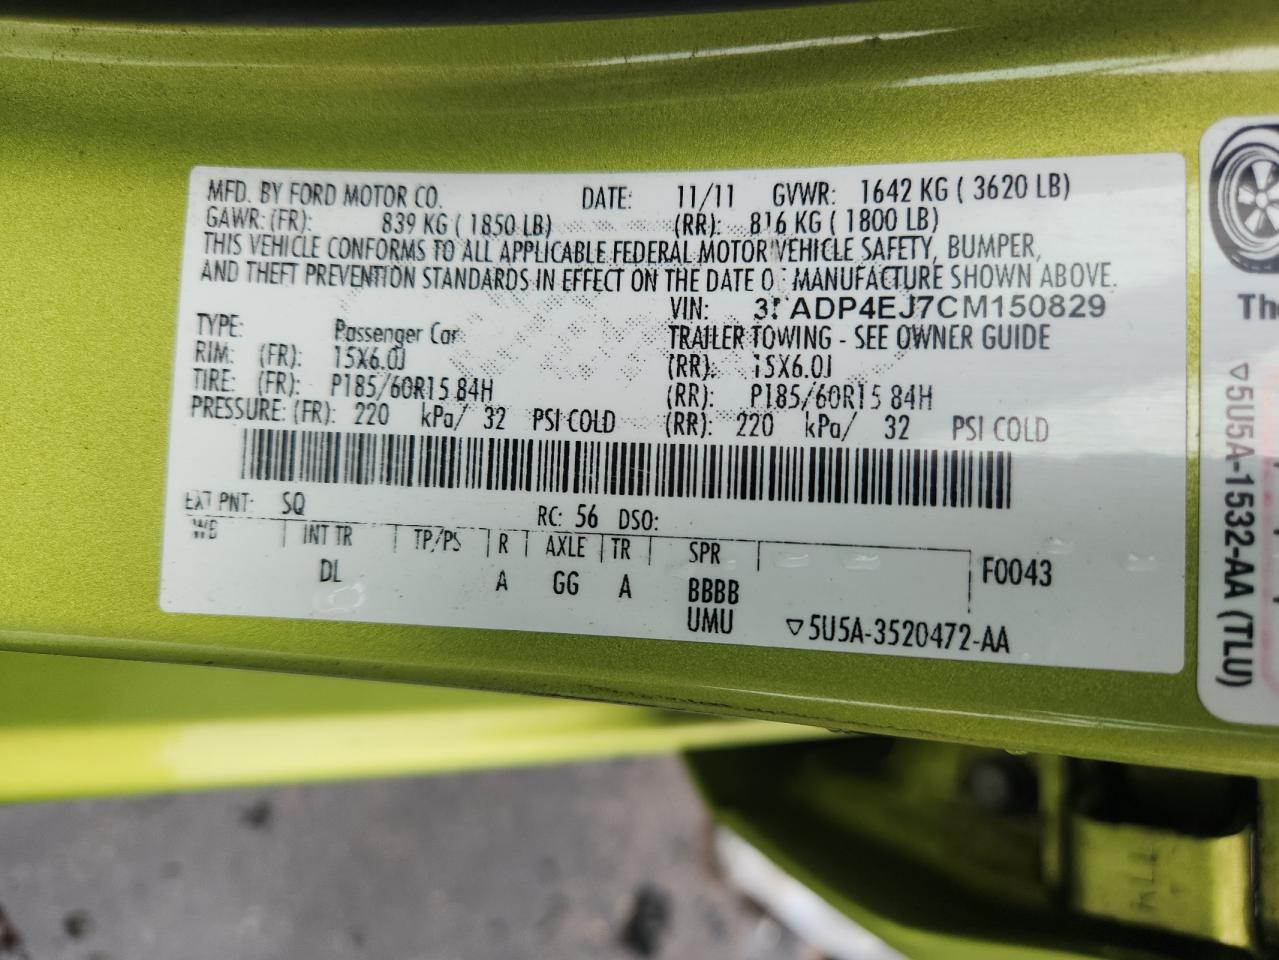 MFD. BY FORD MOTOR CO. DATE: 11/11 GVWR: 1642 KG ( 3620 LB)
GAWR: (FR): 839 KG ( 1850 LB) (RR): 816 KG ( 1800 LB)
THIS VEHICLE CONFORMS TO ALL APPLICABLE FEDERAL MOTOR VEHICLE SAFETY, BUMPER,
AND THEFT PREVENTION STANDARDS IN EFFECT ON THE DATE OF MANUFACTURE SHOWN ABOVE.
VIN: 3FADP4EJ7CM150829
TYPE: Passenger Car TRAILER TOWING - SEE OWNER GUIDE
RIM: (FR): 15X6.0J (RR): 15X6.0J
TIRE: (FR): P185/60R15 84H (RR): P185/60R15 84H
PRESSURE: (FR): 220 kPa/ 32 PSI COLD (RR): 220 kPa/ 32 PSI COLD
EXT PNT: SQ RC: 56 DSO:
WB INT TR TP/PS R AXLE TR SPR F0043
DL A GG A BBBB
UMU ▽5U5A-3520472-AA
The
▽5U5A-1532-AA (TLU)